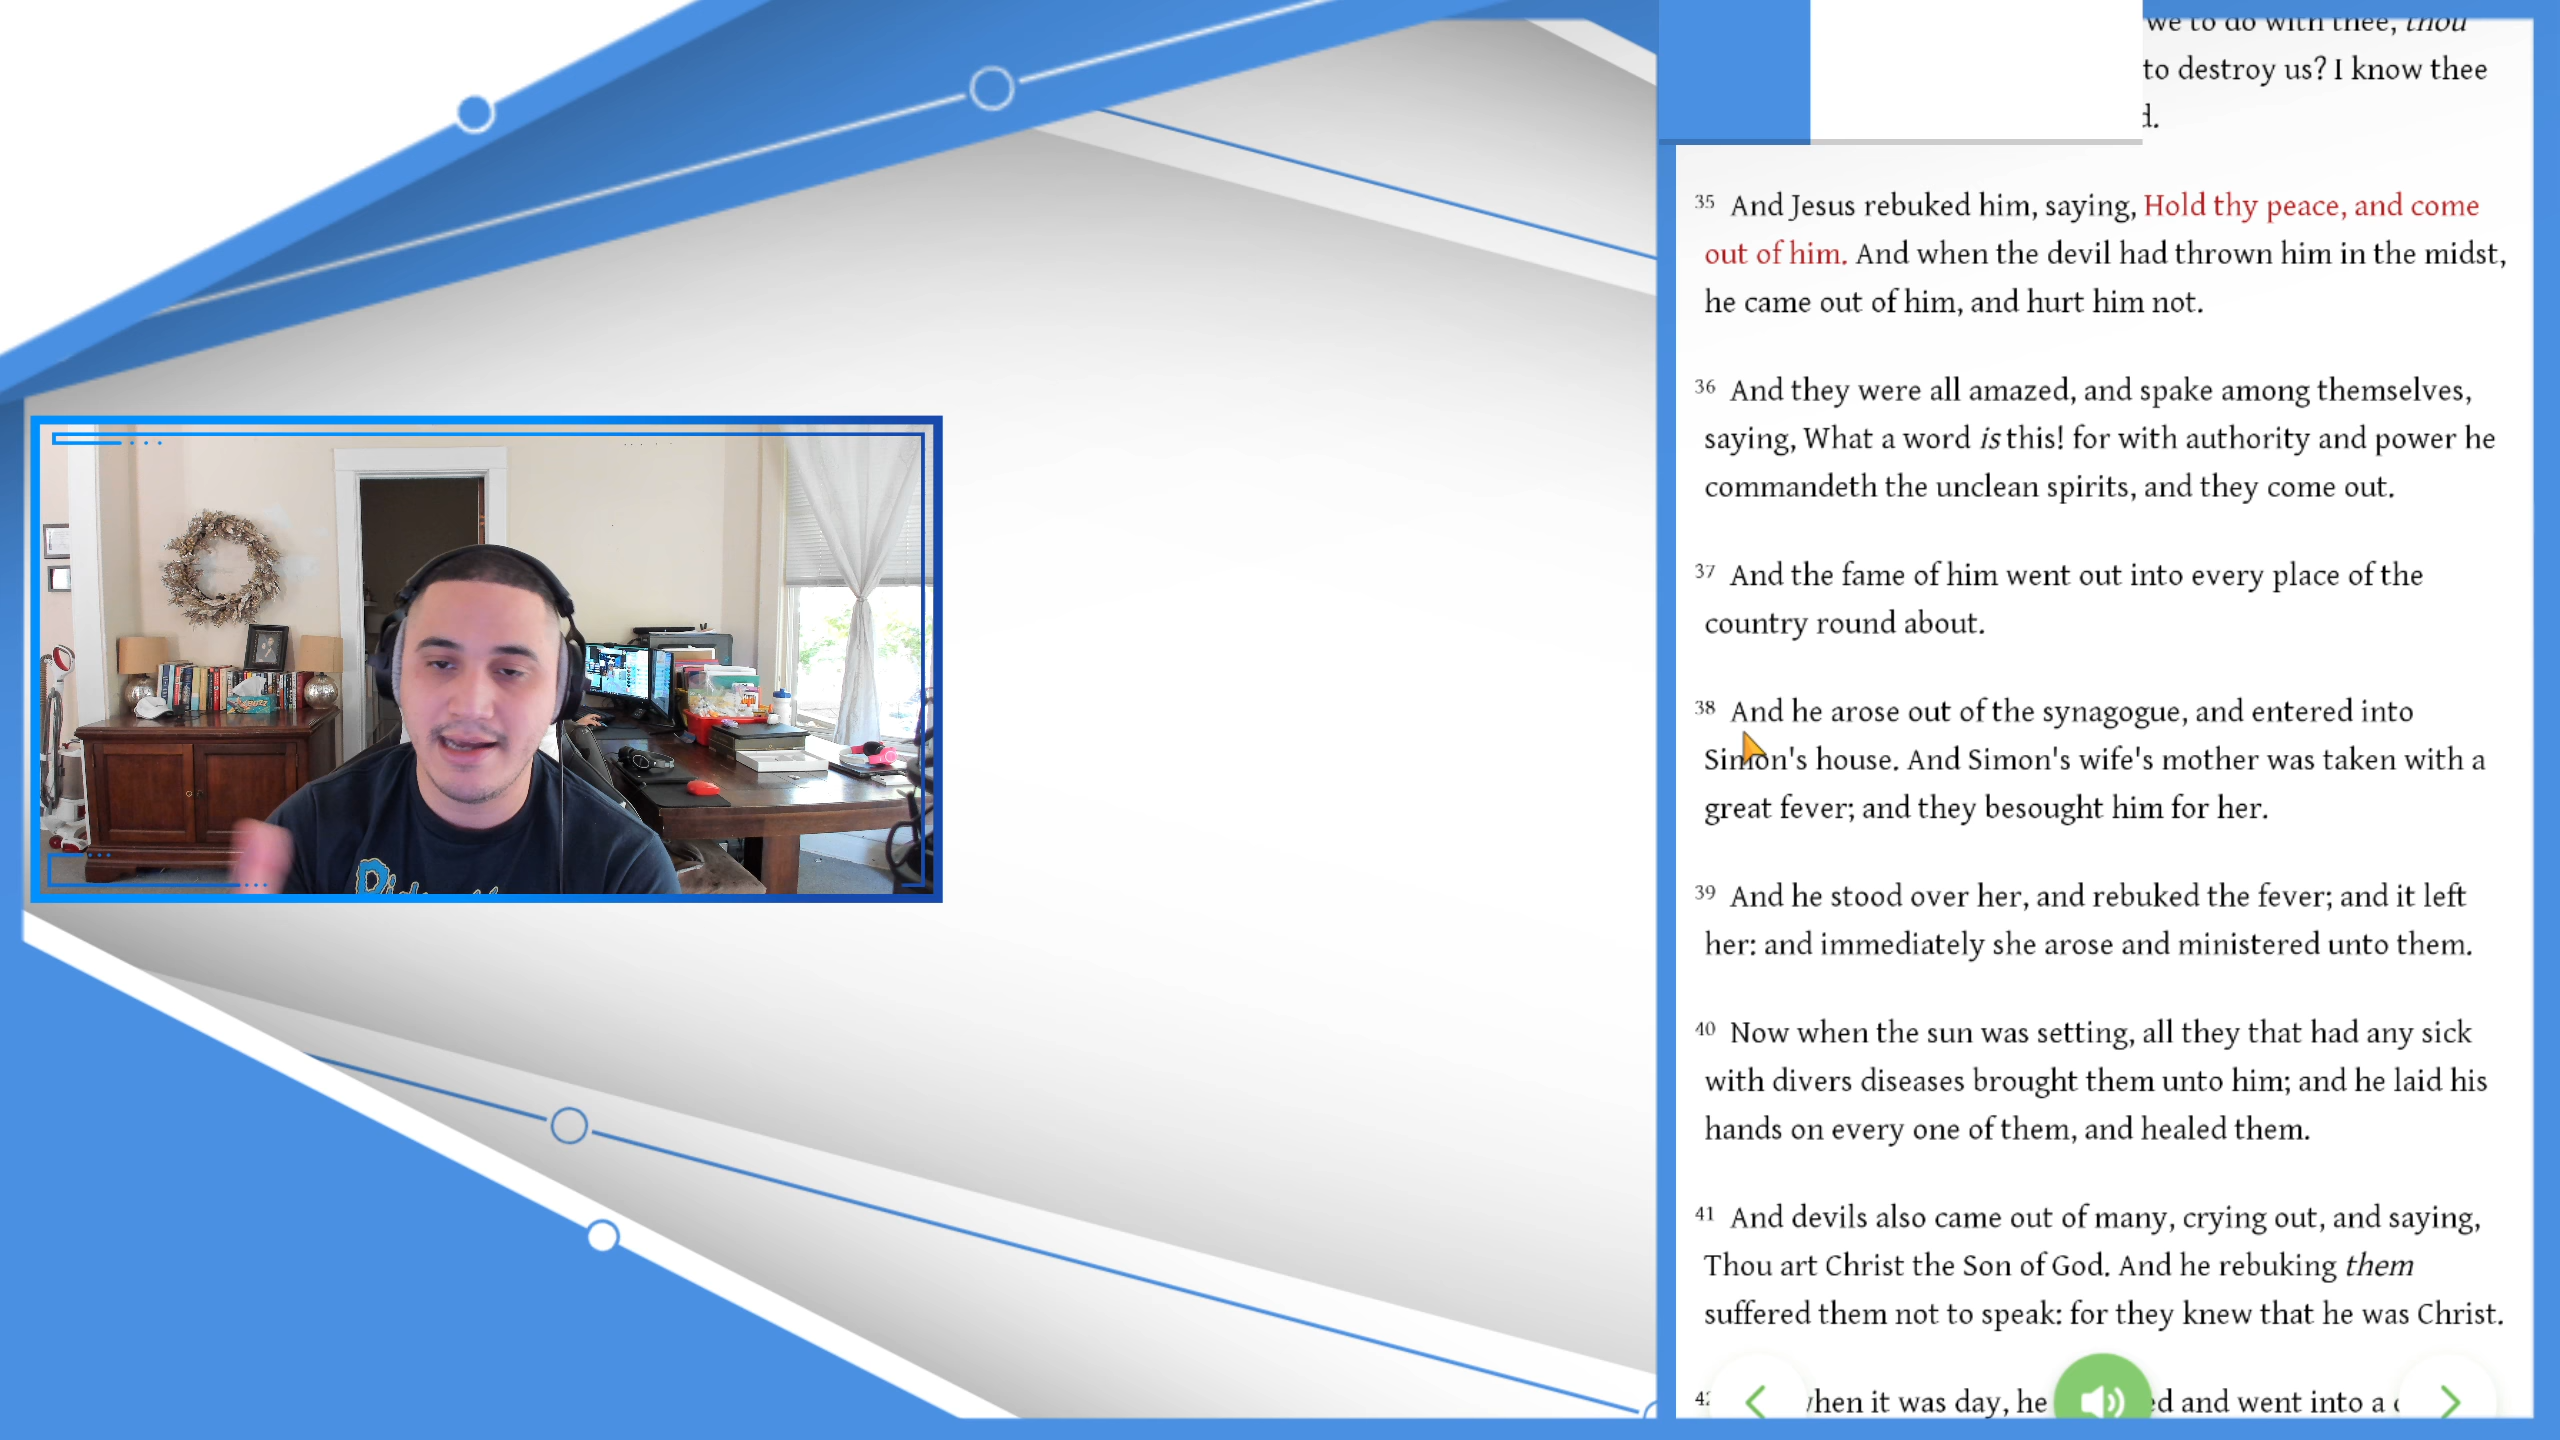 we to do with thee, thou
to destroy us? I know thee
d.
35 And Jesus rebuked him, saying, Hold thy peace, and come
out of him. And when the devil had thrown him in the midst,
he came out of him, and hurt him not.
36 And they were all amazed, and spake among themselves,
saying, What a word is this! for with authority and power he
commandeth the unclean spirits, and they come out.
37 And the fame of him went out into every place of the
country round about.
38 And he arose out of the synagogue, and entered into
Simon's house. And Simon's wife's mother was taken with a
great fever; and they besought him for her.
39 And he stood over her, and rebuked the fever; and it left
her: and immediately she arose and ministered unto them.
40 Now when the sun was setting, all they that had any sick
with divers diseases brought them unto him; and he laid his
hands on every one of them, and healed them.
41 And devils also came out of many, crying out, and saying,
Thou art Christ the Son of God. And he rebuking them
suffered them not to speak: for they knew that he was Christ.
hen it was day, he ed and went into a